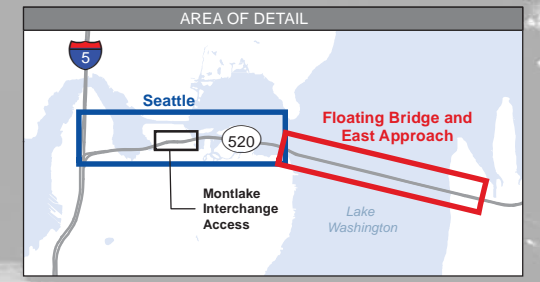 AREA OF DETAIL
5
Seattle
520
Floating Bridge and
East Approach
Montlake
Interchange
Access
Lake
Washington